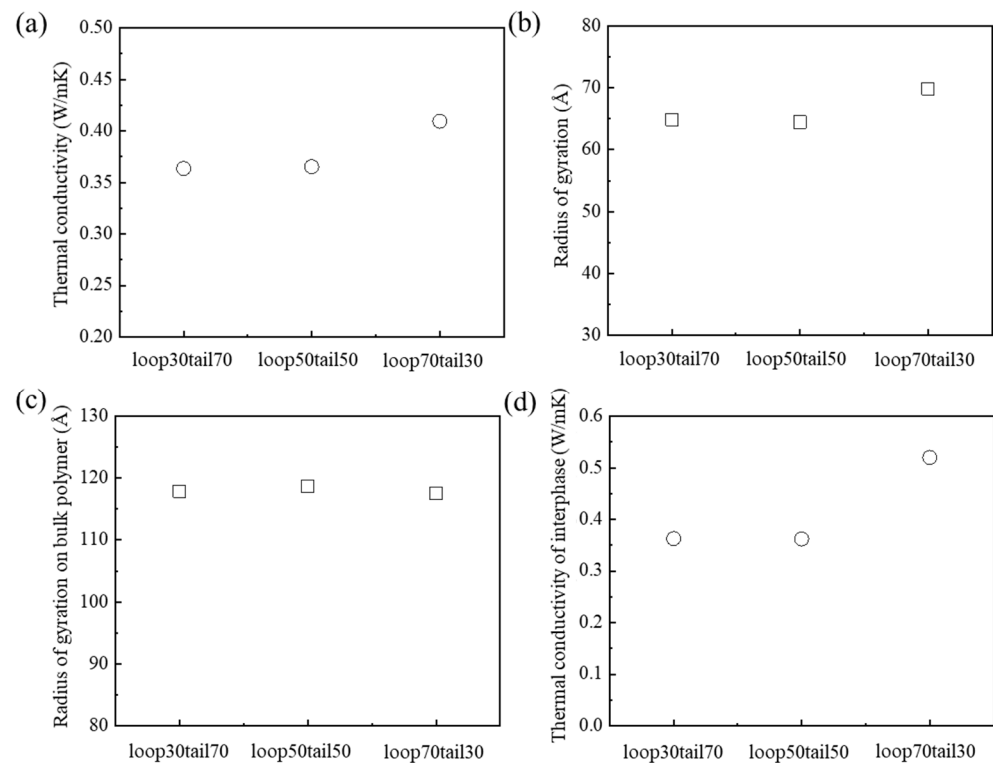 (a)
Thermal conductivity (W/mK)
0.50
0.45
0.40
0.35
0.30
0.25
0.20
loop30tail70 loop50tail50 loop70tail30
(b)
Radius of gyration (Å)
80
70
60
50
40
30
loop30tail70 loop50tail50 loop70tail30
(c)
Radius of gyration on bulk polymer (Å)
130
120
110
100
90
80
loop30tail70 loop50tail50 loop70tail30
(d)
Thermal conductivity of interphase (W/mK)
0.6
0.5
0.4
0.3
0.2
0.1
0.0
loop30tail70 loop50tail50 loop70tail30